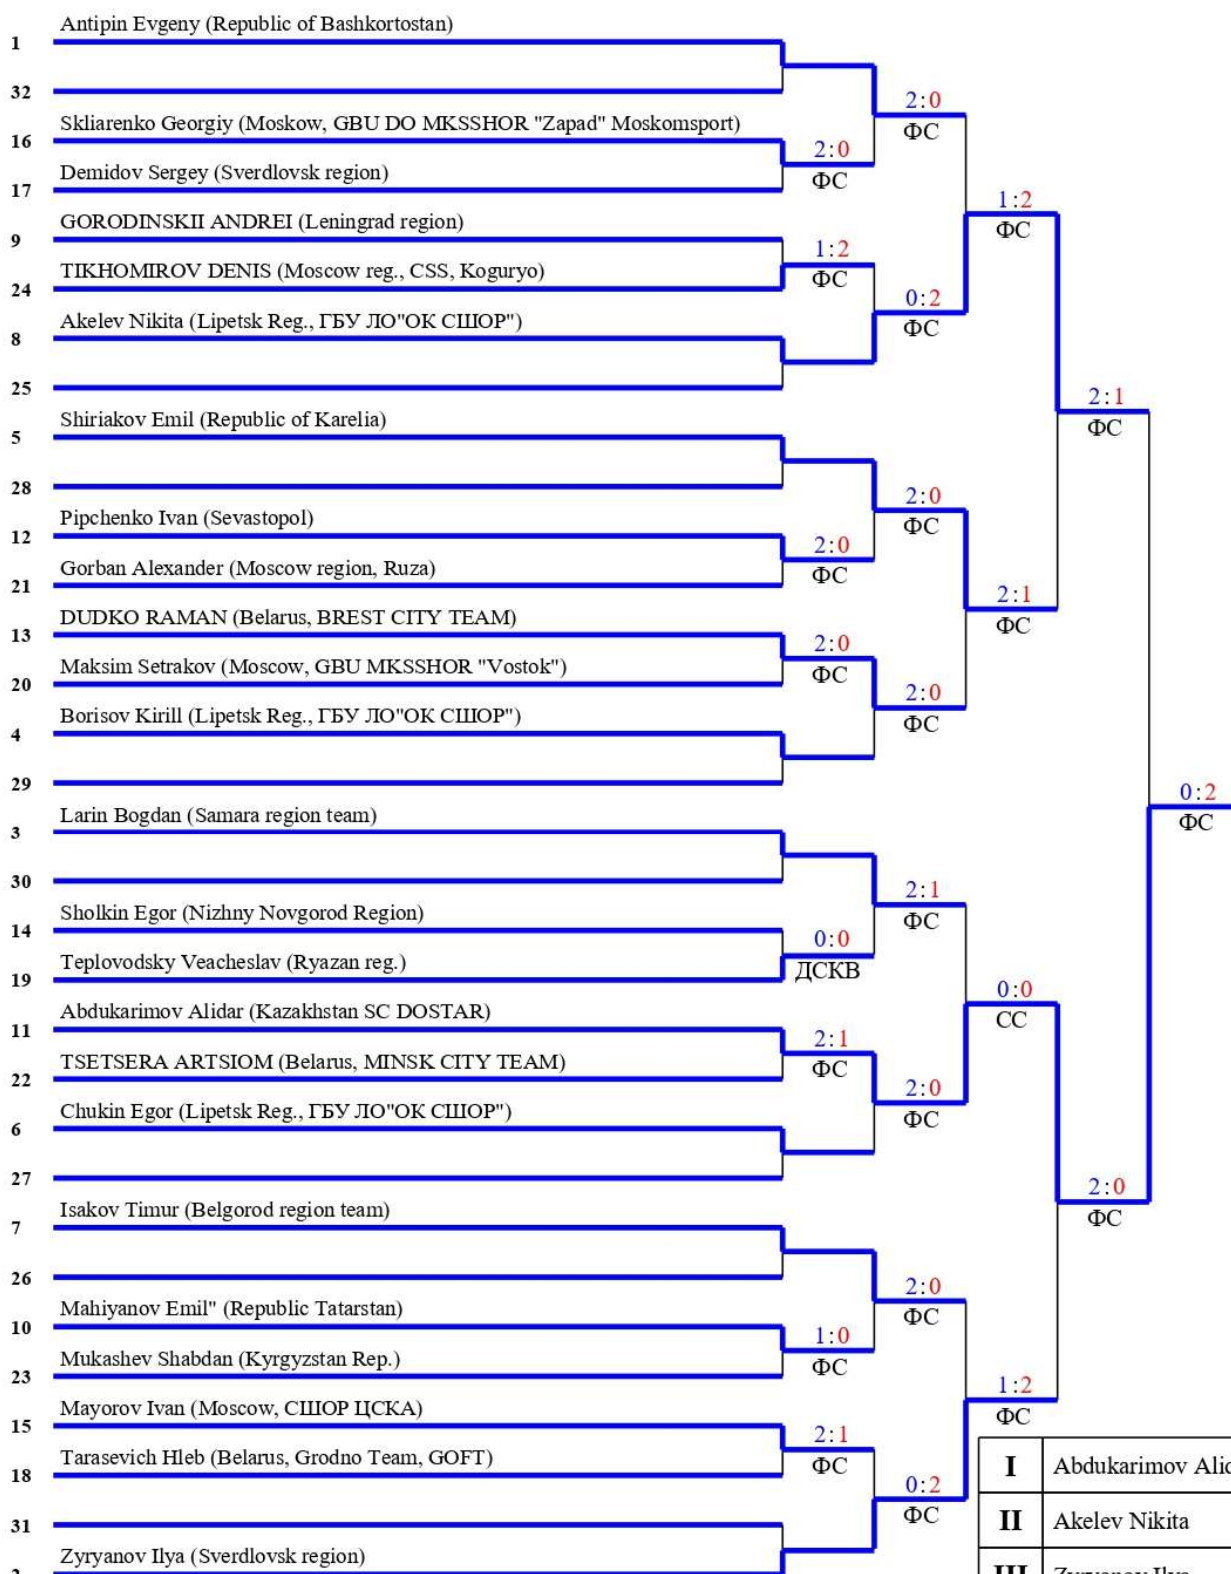 Antipin Evgeny (Republic of Bashkortostan)
1
32
2:0
ФС
Skliarenko Georgiy (Moskow, GBU DO MKSSHOR "Zapad" Moskomsport)
16
2:0
ФС
Demidov Sergey (Sverdlovsk region)
17
1:2
ФС
GORODINSKII ANDREI (Leningrad region)
9
1:2
ФС
TIKHOMIROV DENIS (Moscow reg., CSS, Koguryo)
24
0:2
ФС
Akelev Nikita (Lipetsk Reg., ГБУ ЛО"ОК СШОР")
8
25
2:1
ФС
Shiriakov Emil (Republic of Karelia)
5
28
2:0
ФС
Pipchenko Ivan (Sevastopol)
12
2:0
ФС
Gorban Alexander (Moscow region, Ruza)
21
2:1
ФС
DUDKO RAMAN (Belarus, BREST CITY TEAM)
13
2:0
ФС
Maksim Setrakov (Moscow, GBU MKSSHOR "Vostok")
20
2:0
ФС
Borisov Kirill (Lipetsk Reg., ГБУ ЛО"ОК СШОР")
4
29
0:2
ФС
Larin Bogdan (Samara region team)
3
30
2:1
ФС
Sholkin Egor (Nizhny Novgorod Region)
14
0:0
ДСКВ
Teplovodsky Veacheslav (Ryazan reg.)
19
0:0
СС
Abdukarimov Alidar (Kazakhstan SC DOSTAR)
11
2:1
ФС
TSETSERA ARTSIOM (Belarus, MINSK CITY TEAM)
22
2:0
ФС
Chukin Egor (Lipetsk Reg., ГБУ ЛО"ОК СШОР")
6
27
2:0
ФС
Isakov Timur (Belgorod region team)
7
26
2:0
ФС
Mahiyanov Emil" (Republic Tatarstan)
10
1:0
ФС
Mukashev Shabdan (Kyrgyzstan Rep.)
23
1:2
ФС
Mayorov Ivan (Moscow, СШОР ЦСКА)
15
2:1
ФС
Tarasevich Hleb (Belarus, Grodno Team, GOFT)
18
0:2
ФС
31
Zyryanov Ilya (Sverdlovsk region)
2
I Abdukarimov Alid
II Akelev Nikita
III Zyryanov Ilya